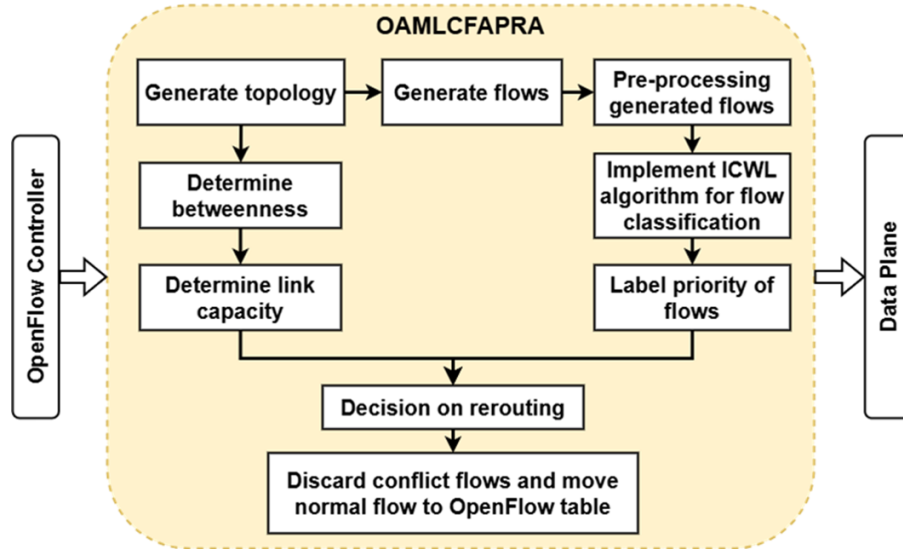 OAMLCFAPRA
OpenFlow Controller
Generate topology
Generate flows
Pre-processing
generated flows
Determine
betweenness
Implement ICWL
algorithm for flow
classification
Determine link
capacity
Label priority of
flows
Decision on rerouting
Discard conflict flows and move
normal flow to OpenFlow table
Data Plane